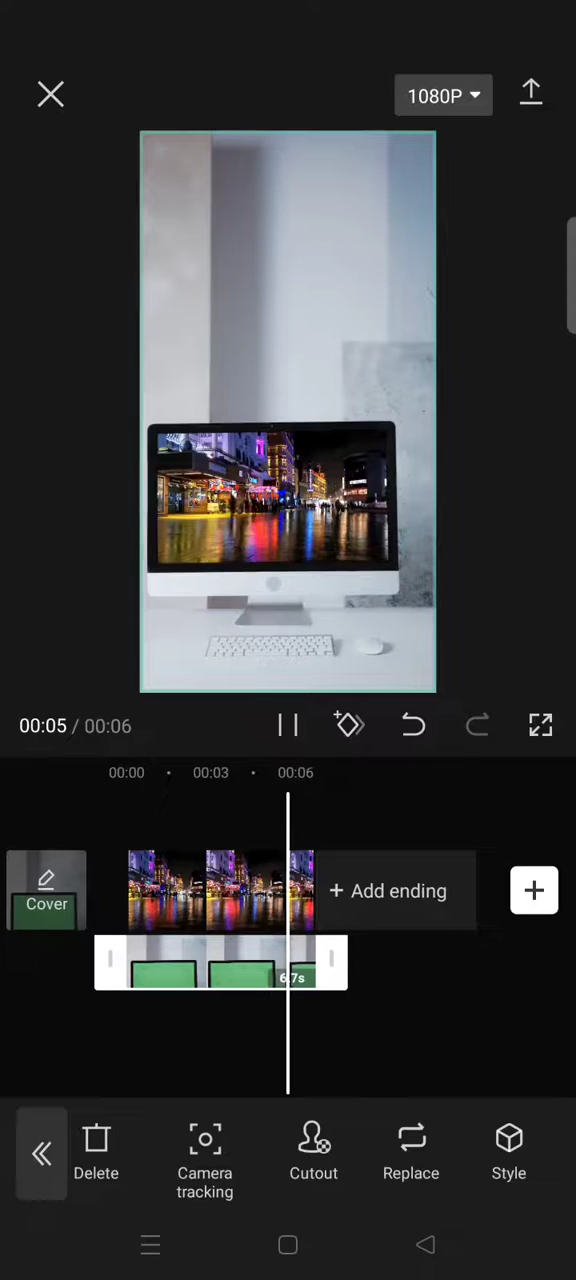 1080P
00:05 / 00:06
00:00 • 00:03 • 00:06
Cover
+ Add ending
6.7s
Delete
Camera
tracking
Cutout
Replace
Style